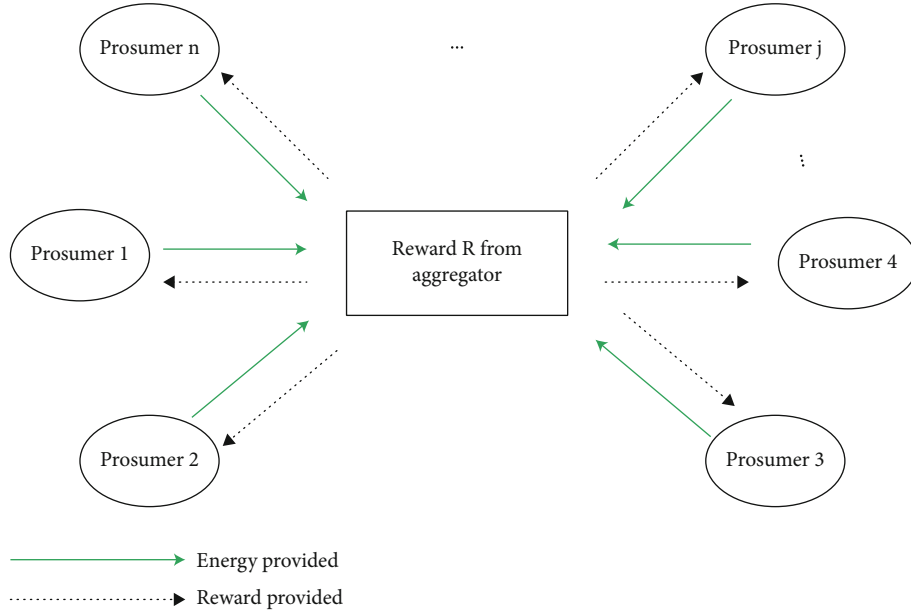 Prosumer n
...
Prosumer j
...
Prosumer 1
Reward R from
aggregator
Prosumer 4
Prosumer 2
Prosumer 3
Energy provided
Reward provided